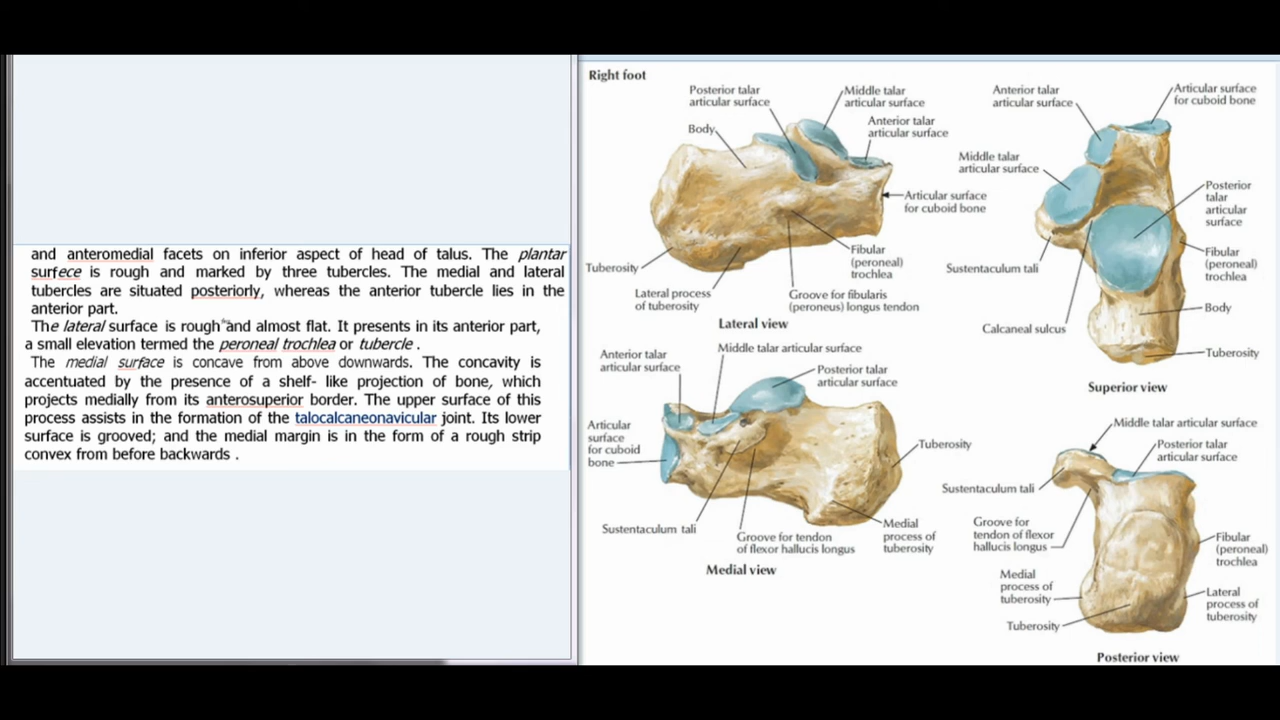 and anteromedial facets on inferior aspect of head of talus. The plantar
surfece is rough and marked by three tubercles. The medial and lateral
tubercles are situated posteriorly, whereas the anterior tubercle lies in the
anterior part.
The lateral surface is rough and almost flat. It presents in its anterior part,
a small elevation termed the peroneal trochlea or tubercle .
The medial surface is concave from above downwards. The concavity is
accentuated by the presence of a shelf- like projection of bone, which
projects medially from its anterosuperior border. The upper surface of this
process assists in the formation of the talocalcaneonavicular joint. Its lower
surface is grooved; and the medial margin is in the form of a rough strip
convex from before backwards .
Right foot
Posterior talar
articular surface
Middle talar
articular surface
Body
Anterior talar
articular surface
Articular surface
for cuboid bone
Tuberosity
Fibular
(peroneal)
trochlea
Lateral process
of tuberosity
Groove for fibularis
(peroneus) longus tendon
Lateral view
Anterior talar
articular surface
Articular surface
for cuboid bone
Middle talar
articular surface
Posterior
talar
articular
surface
Sustentaculum tali
Fibular
(peroneal)
trochlea
Calcaneal sulcus
Body
Tuberosity
Superior view
Anterior talar
articular surface
Middle talar articular surface
Posterior talar
articular surface
Articular
surface
for cuboid
bone
Tuberosity
Sustentaculum tali
Groove for tendon
of flexor hallucis longus
Medial
process of
tuberosity
Medial view
Middle talar articular surface
Posterior talar
articular surface
Sustentaculum tali
Groove for
tendon of flexor
hallucis longus
Fibular
(peroneal)
trochlea
Medial
process of
tuberosity
Lateral
process of
tuberosity
Tuberosity
Posterior view